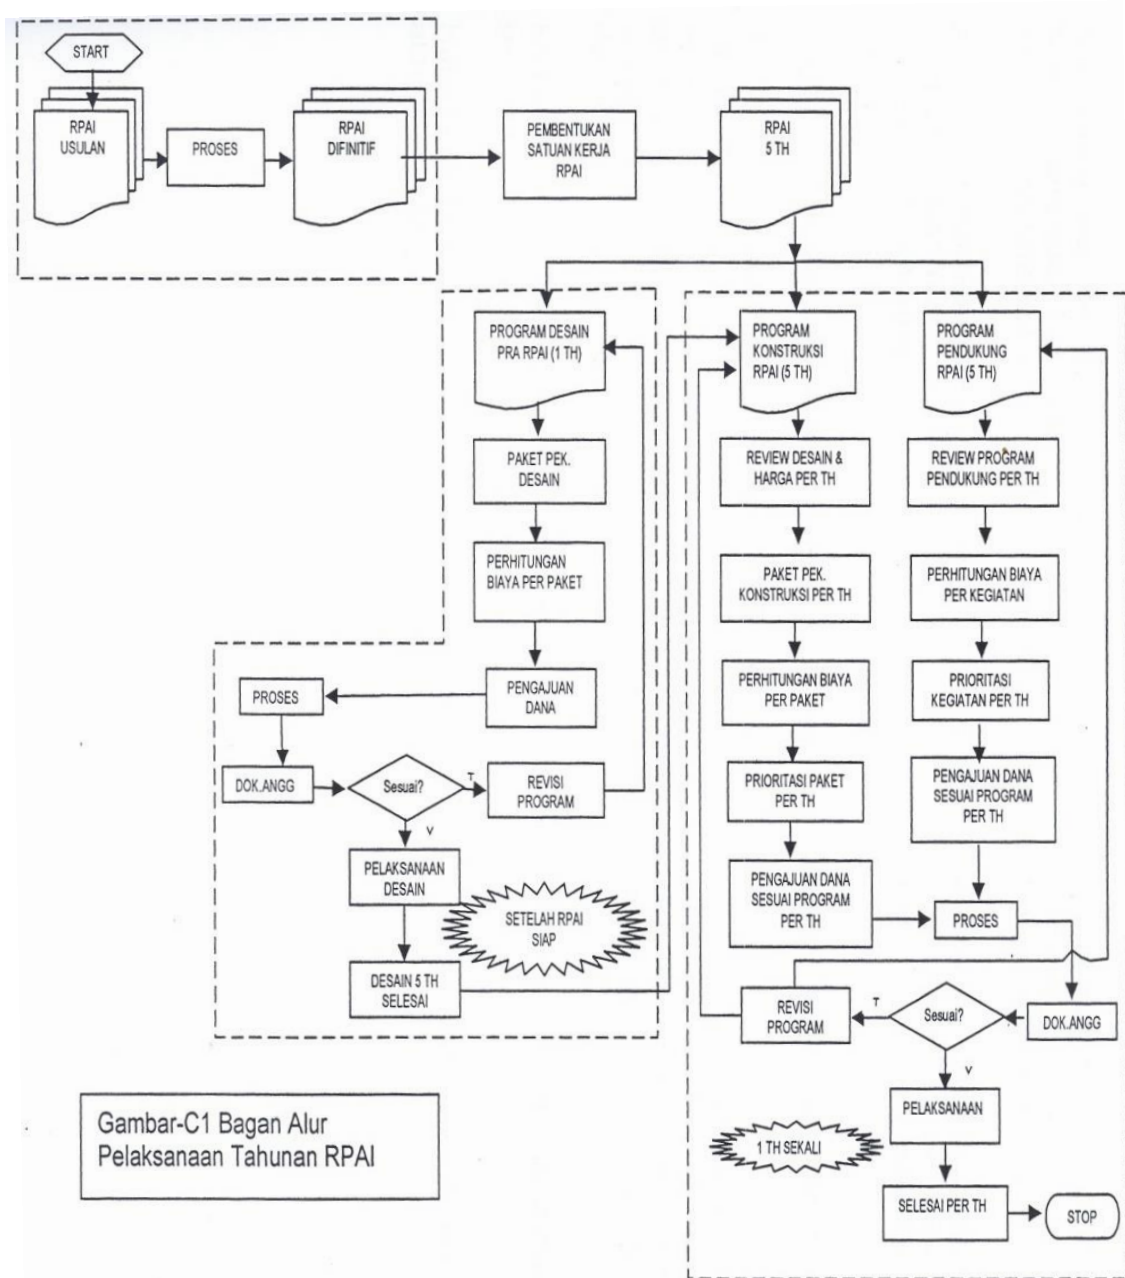 START
RPAI
USULAN
PROSES
RPAI
DIFINITIF
PEMBENTUKAN
SATUAN KERJA
RPAI
RPAI
5 TH
PROGRAM DESAIN
PRA RPAI (1 TH)
PAKET PEK.
DESAIN
PERHITUNGAN
BIAYA PER PAKET
PENGAJUAN
DANA
PROSES
DOK.ANGG
Sesuai?
T
REVISI
PROGRAM
V
PELAKSANAAN
DESAIN
SETELAH RPAI
SIAP
DESAIN 5 TH
SELESAI
PROGRAM
KONSTRUKSI
RPAI (5 TH)
REVIEW DESAIN &
HARGA PER TH
PAKET PEK.
KONSTRUKSI PER TH
PERHITUNGAN BIAYA
PER PAKET
PRIORITASI PAKET
PER TH
PENGAJUAN DANA
SESUAI PROGRAM
PER TH
PROGRAM
PENDUKUNG
RPAI (5 TH)
REVIEW PROGRAM
PENDUKUNG PER TH
PERHITUNGAN BIAYA
PER KEGIATAN
PRIORITASI
KEGIATAN PER TH
PENGAJUAN DANA
SESUAI PROGRAM
PER TH
PROSES
DOK.ANGG
Sesuai?
T
REVISI
PROGRAM
V
PELAKSANAAN
1 TH SEKALI
SELESAI PER TH
STOP
Gambar-C1 Bagan Alur
Pelaksanaan Tahunan RPAI